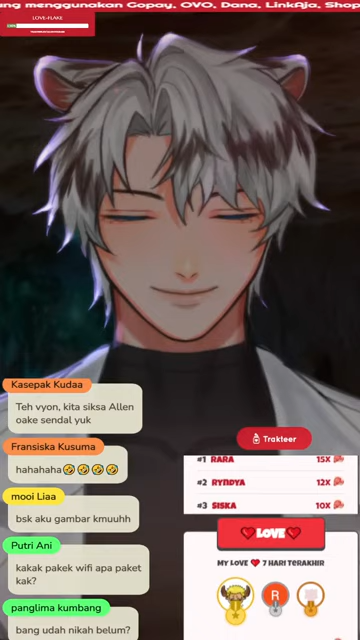 ang menggunakan Gopay, OVO, Dana, LinkAja, Shop
LOVE-FLAKE
Kasepak Kudaa
Teh vyon, kita siksa Allen
oake sendal yuk
Fransiska Kusuma
hahahaha🤣🤣🤣🤣
mooi Liaa
bsk aku gambar kmuuhh
Putri Ani
kakak pakek wifi apa paket
kak?
panglima kumbang
bang udah nikah belum?
Trakteer
#1 RARA 15X
#2 RYNDYA 12X
#3 SISKA 10X
LOVE
MY LOVE ❤ 7 HARI TERAKHIR
R